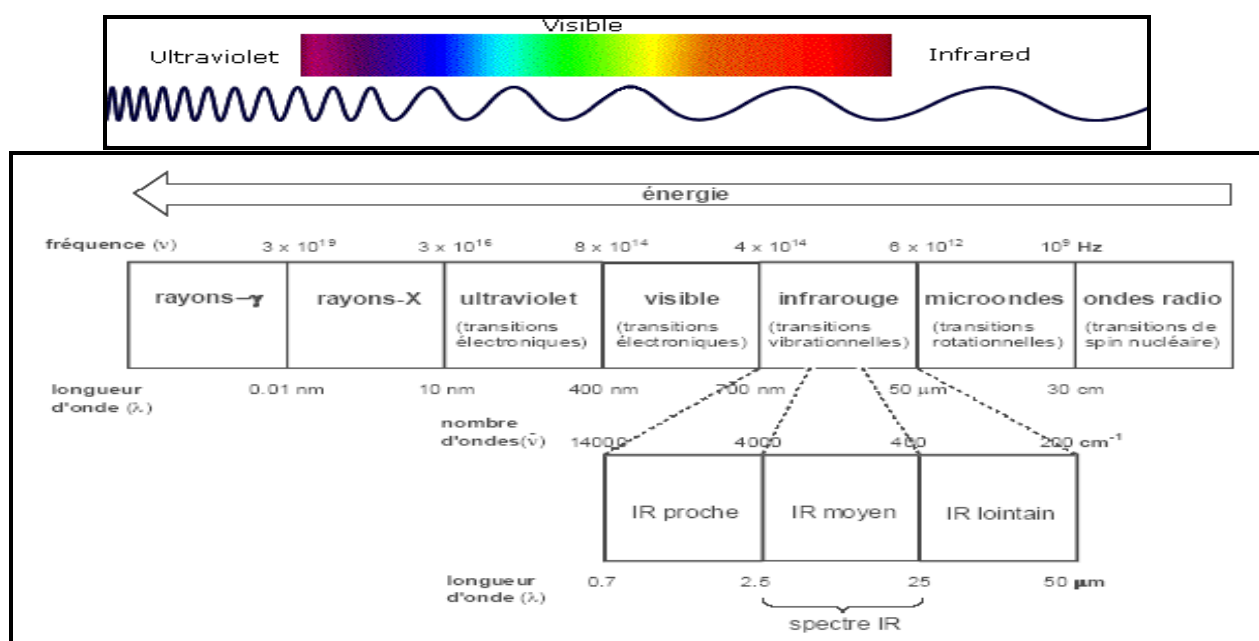 Visible
Ultraviolet Infrared
énergie
fréquence (ν) 3 × 10¹⁹ 3 × 10¹⁶ 8 × 10¹⁴ 4 × 10¹⁴ 6 × 10¹² 10⁹ Hz
rayons-γ rayons-X ultraviolet visible infrarouge microondes ondes radio
(transitions (transitions (transitions (transitions (transitions de
électroniques) électroniques) vibrationnelles) rotationnelles) spin nucléaire)
longueur 0.01 nm 10 nm 400 nm 700 nm 50 µm 30 cm
d'onde (λ)
nombre
d'ondes(ν̄) 14000 4000 400 200 cm⁻¹
IR proche IR moyen IR lointain
longueur 0.7 2.5 25 50 µm
d'onde (λ)
spectre IR